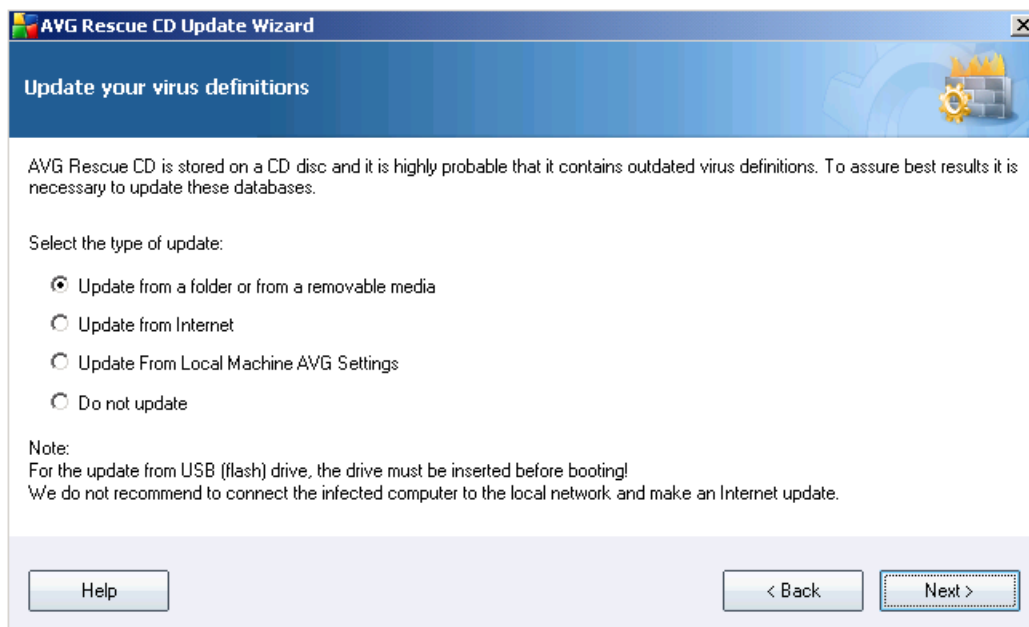 AVG Rescue CD Update Wizard
Update your virus definitions
AVG Rescue CD is stored on a CD disc and it is highly probable that it contains outdated virus definitions. To assure best results it is
necessary to update these databases.
Select the type of update:
Update from a folder or from a removable media
Update from Internet
Update From Local Machine AVG Settings
Do not update
Note:
For the update from USB (flash) drive, the drive must be inserted before booting!
We do not recommend to connect the infected computer to the local network and make an Internet update.
Help
< Back
Next >